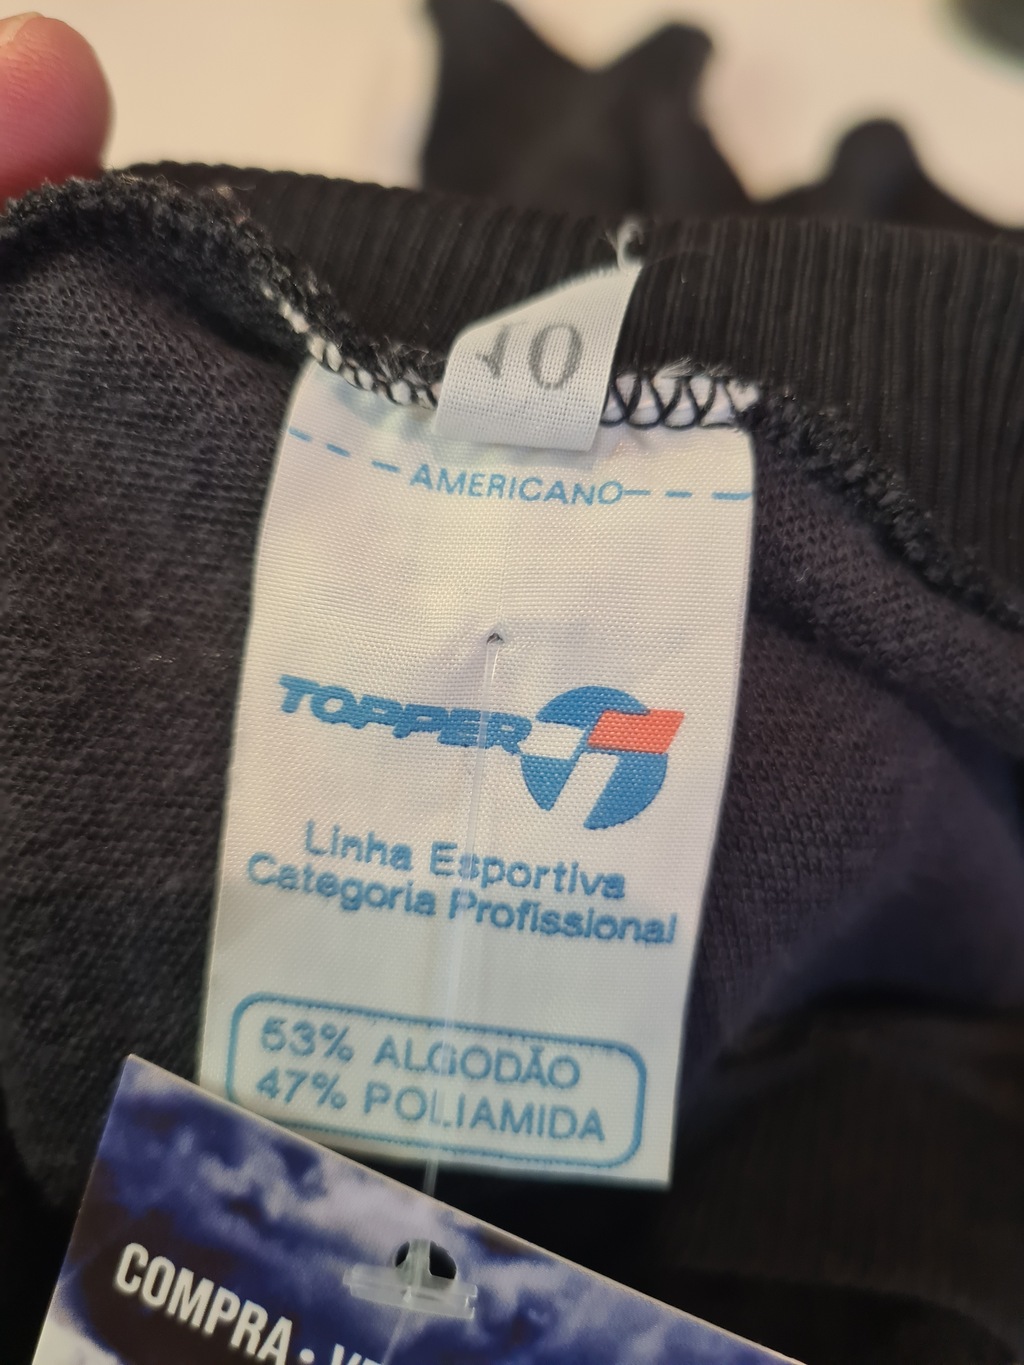 10
AMERICANO
TOPPER
Linha Esportiva
Categoria Profissional
53% ALGODÃO
47% POLIAMIDA
COMPRA ·